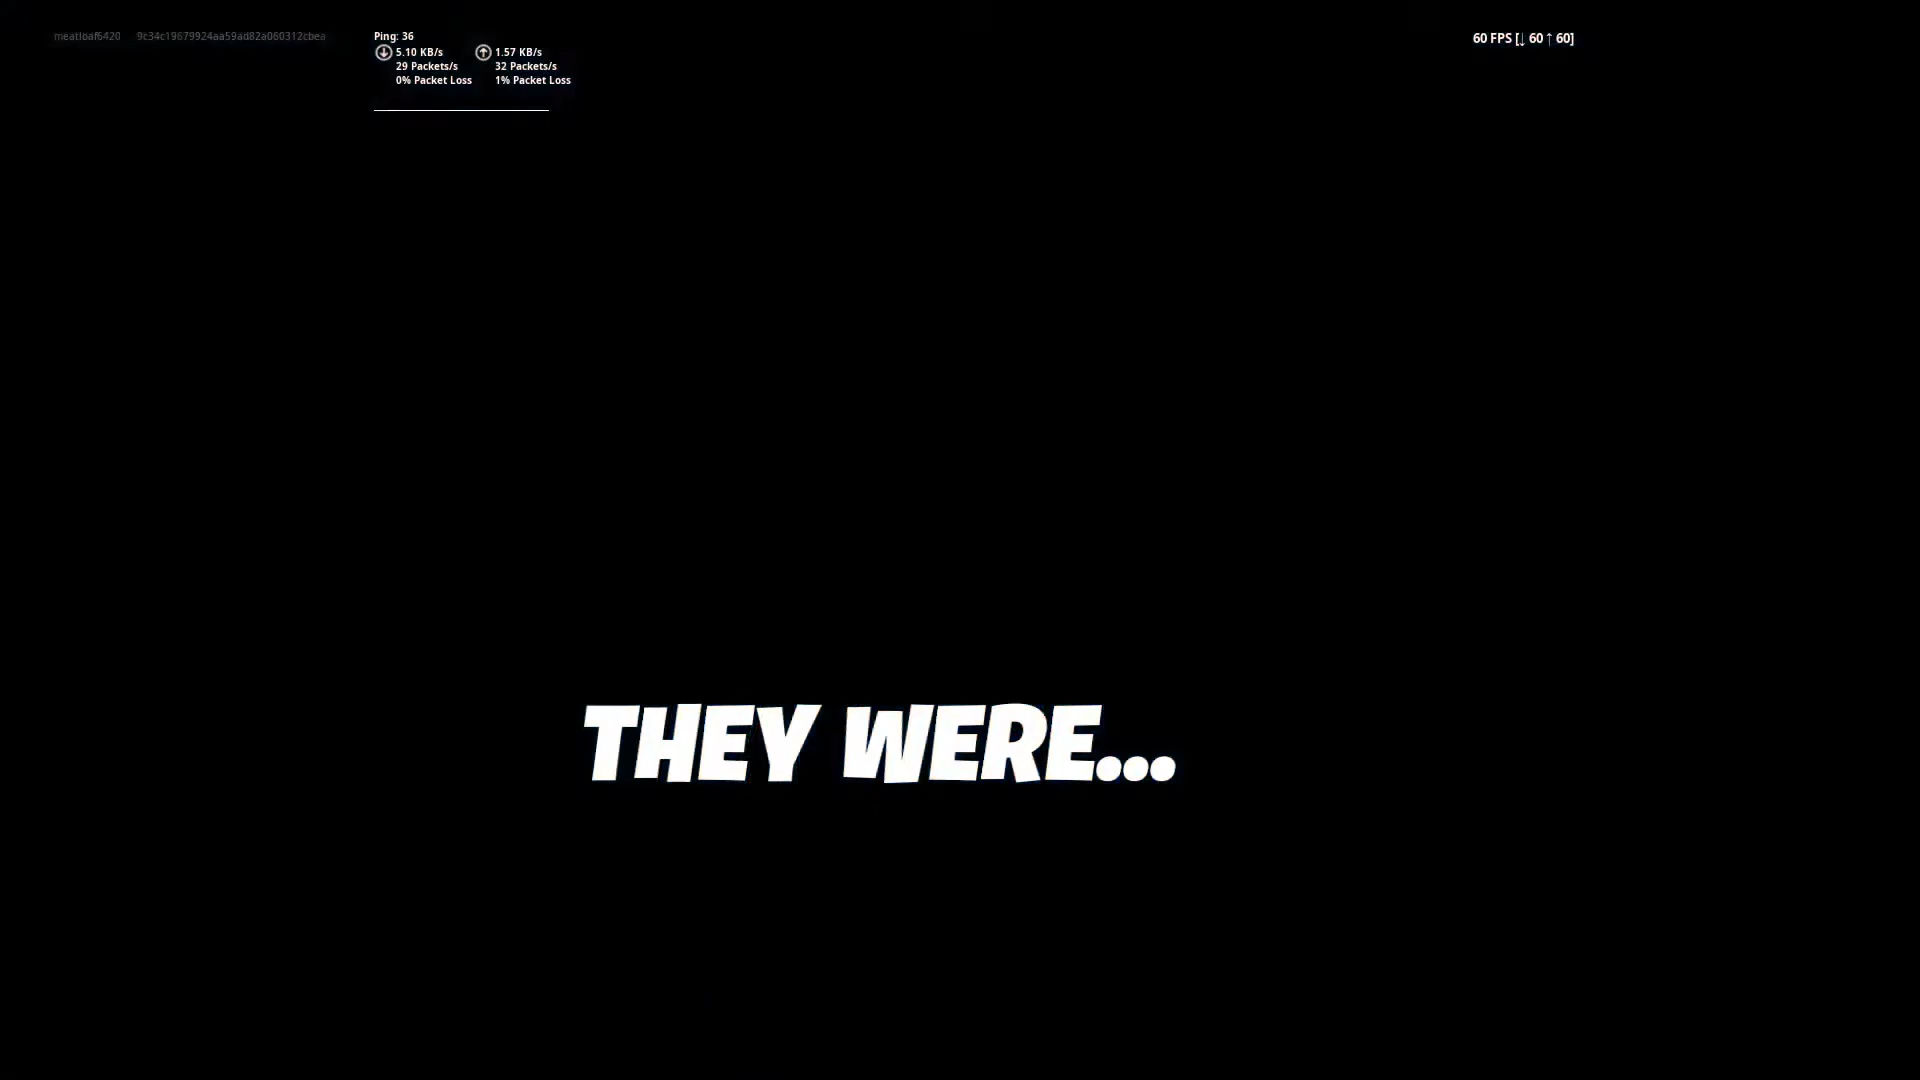 meatloaf6420 9c34c19679924aa59ad82a060312cbea
Ping: 36
5.10 KB/s 1.57 KB/s
29 Packets/s 32 Packets/s
0% Packet Loss 1% Packet Loss
60 FPS [↓ 60 ↑ 60]
THEY WERE...